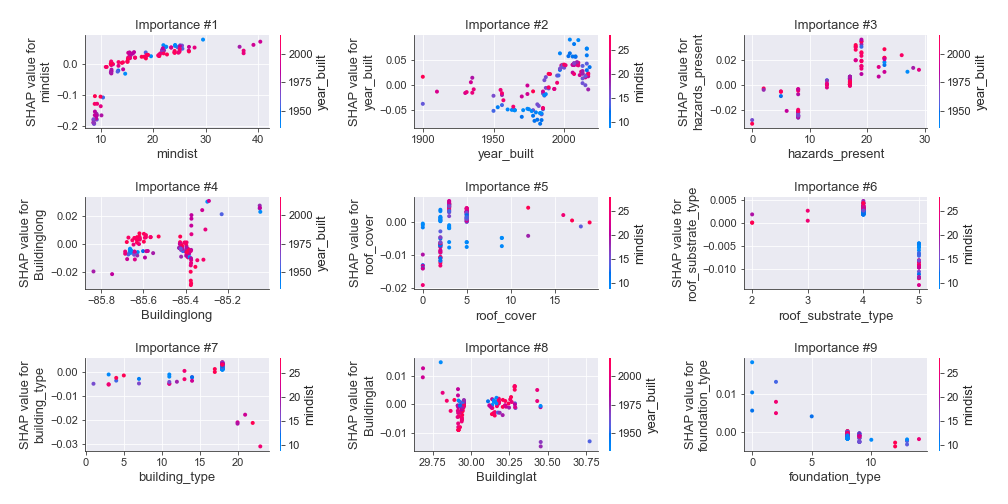 Importance #1
Importance #2
Importance #3
SHAP value for
mindist
0.0
−0.1
−0.2
10
20
30
40
mindist
2000
1975
1950
year_built
SHAP value for
year_built
0.05
0.00
−0.05
1900
1950
2000
year_built
25
20
15
10
mindist
SHAP value for
hazards_present
0.02
0.00
−0.02
0
10
20
30
hazards_present
2000
1975
1950
year_built
Importance #4
Importance #5
Importance #6
SHAP value for
Buildinglong
0.02
0.00
−0.02
−85.8
−85.6
−85.4
−85.2
Buildinglong
2000
1975
1950
year_built
SHAP value for
roof_cover
0.00
−0.01
−0.02
0
5
10
15
roof_cover
25
20
15
10
mindist
SHAP value for
roof_substrate_type
0.005
0.000
−0.005
−0.010
2
3
4
5
roof_substrate_type
25
20
15
10
mindist
Importance #7
Importance #8
Importance #9
SHAP value for
building_type
0.00
−0.01
−0.02
−0.03
0
5
10
15
20
building_type
25
20
15
10
mindist
SHAP value for
Buildinglat
0.01
0.00
−0.01
29.75
30.00
30.25
30.50
30.75
Buildinglat
2000
1975
1950
year_built
SHAP value for
foundation_type
0.01
0.00
0
5
10
foundation_type
25
20
15
10
mindist